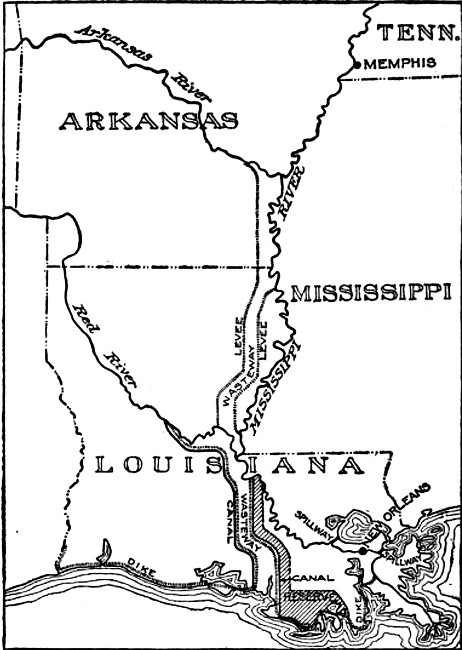 TENN.
MEMPHIS
Arkansas
River
ARKANSAS
RIVER
MISSISSIPPI
LEVEE
WASTEWAY
LEVEE
MISSISSIPPI
Red
River
LOUISIANA
CANAL
WASTEWAY
SPILLWAY
NEW ORLEANS
SPILLWAY
DIKE
CANAL
RESERVE
DIKE